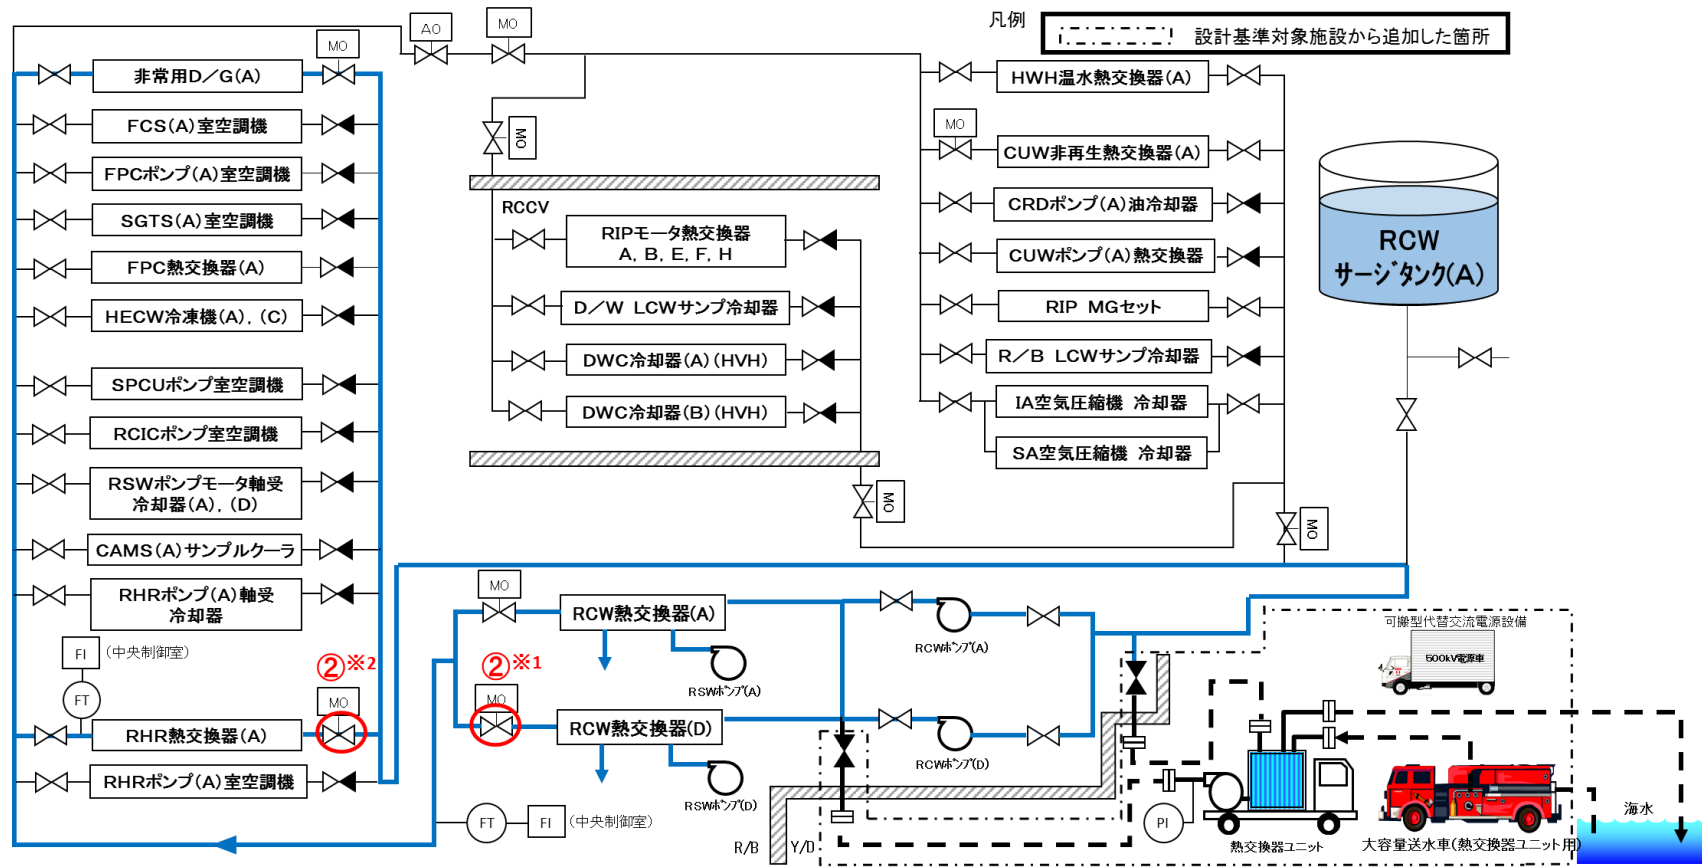 凡例
設計基準対象施設から追加した箇所
AO
MO
MO
非常用D／G(A)
FCS(A)室空調機
FPCポンプ(A)室空調機
SGTS(A)室空調機
FPC熱交換器(A)
HECW冷凍機(A), (C)
SPCUポンプ室空調機
RCICポンプ室空調機
RSWポンプモータ軸受
冷却器(A), (D)
CAMS(A)サンプルクーラ
RHRポンプ(A)軸受
冷却器
FI
(中央制御室)
FT
②※2
MO
RHR熱交換器(A)
RHRポンプ(A)室空調機
MO
RCCV
RIPモータ熱交換器
A, B, E, F, H
D／W LCWサンプ冷却器
DWC冷却器(A)(HVH)
DWC冷却器(B)(HVH)
MO
HWH温水熱交換器(A)
MO
CUW非再生熱交換器(A)
CRDポンプ(A)油冷却器
CUWポンプ(A)熱交換器
RIP MGセット
R／B LCWサンプ冷却器
IA空気圧縮機 冷却器
SA空気圧縮機 冷却器
MO
RCW
サージタンク(A)
MO
RCW熱交換器(A)
RSWポンプ(A)
RCWポンプ(A)
②※1
MO
RCW熱交換器(D)
RSWポンプ(D)
RCWポンプ(D)
FT
FI
(中央制御室)
R/B
Y/D
可搬型代替交流電源設備
500kV電源車
PI
熱交換器ユニット
大容量送水車(熱交換器ユニット用)
海水